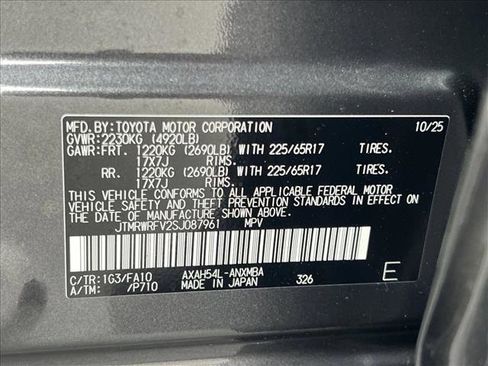 MFD.BY:TOYOTA MOTOR CORPORATION 10/25
GVWR:2230KG (4920LB)
GAWR:FRT. 1220KG (2690LB) WITH 225/65R17 TIRES.
17X7J RIMS.
RR. 1220KG (2690LB) WITH 225/65R17 TIRES.
17X7J RIMS.
THIS VEHICLE CONFORMS TO ALL APPLICABLE FEDERAL MOTOR
VEHICLE SAFETY AND THEFT PREVENTION STANDARDS IN EFFECT
ON THE DATE OF MANUFACTURE SHOWN ABOVE.
JTMRWRFV2SJ087961 MPV
C/TR:1G3/FA10 AXAH54L-ANXMBA 326 E
A/TM: /P710 MADE IN JAPAN